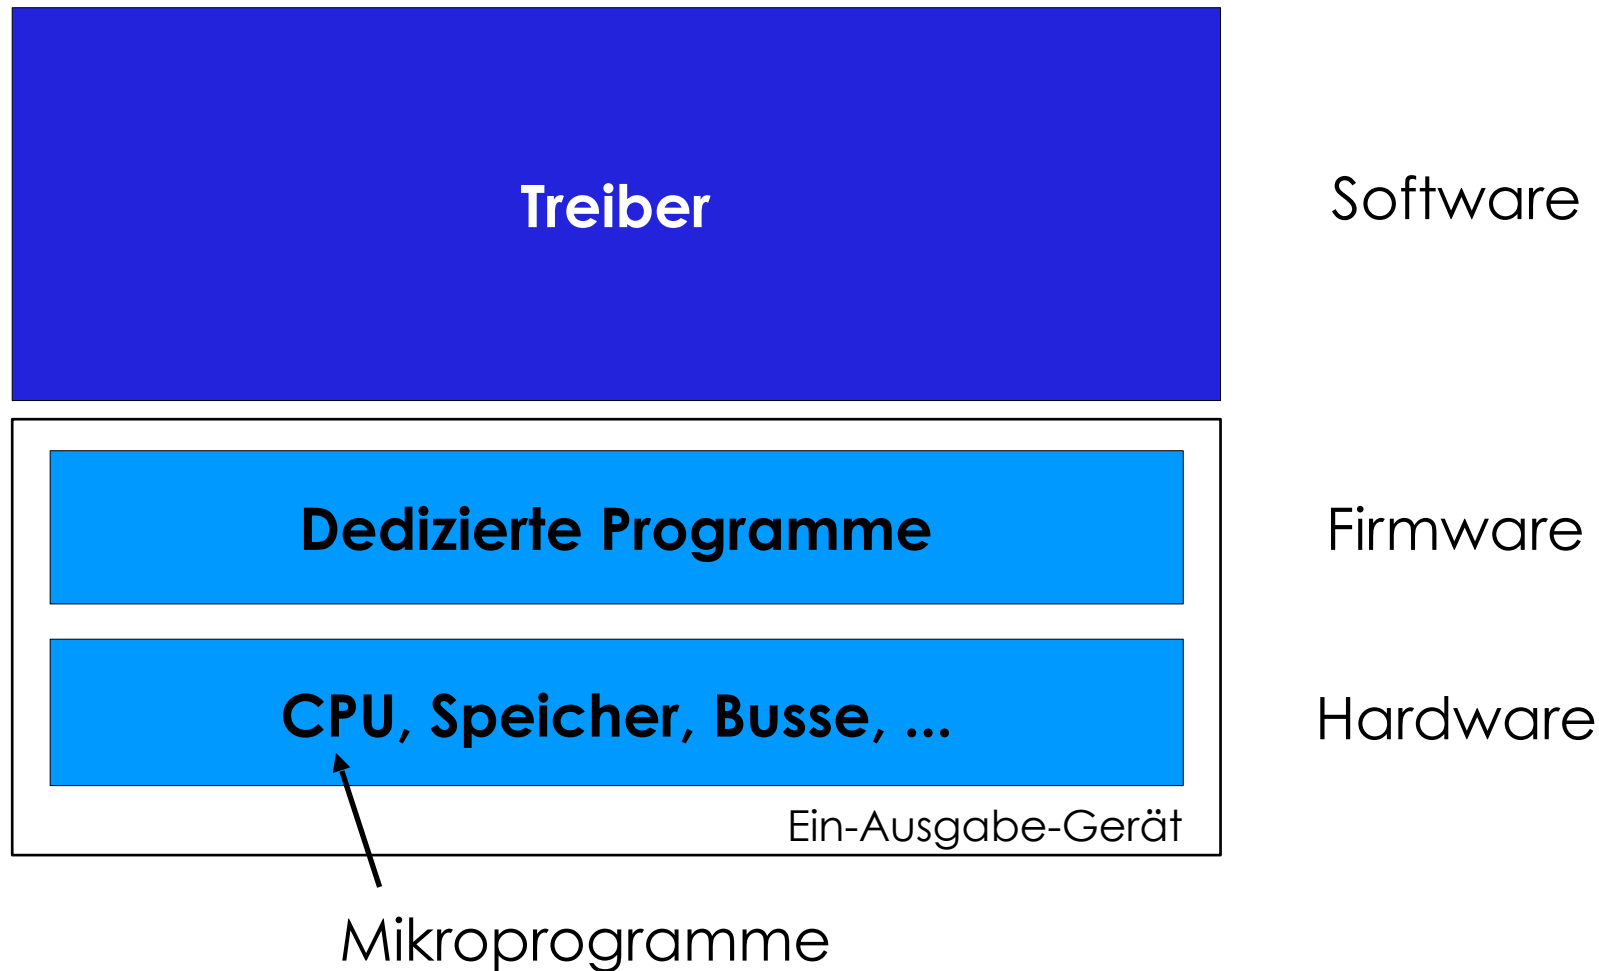 Treiber
Software
Dedizierte Programme
Firmware
CPU, Speicher, Busse, ...
Hardware
Ein-Ausgabe-Gerät
Mikroprogramme